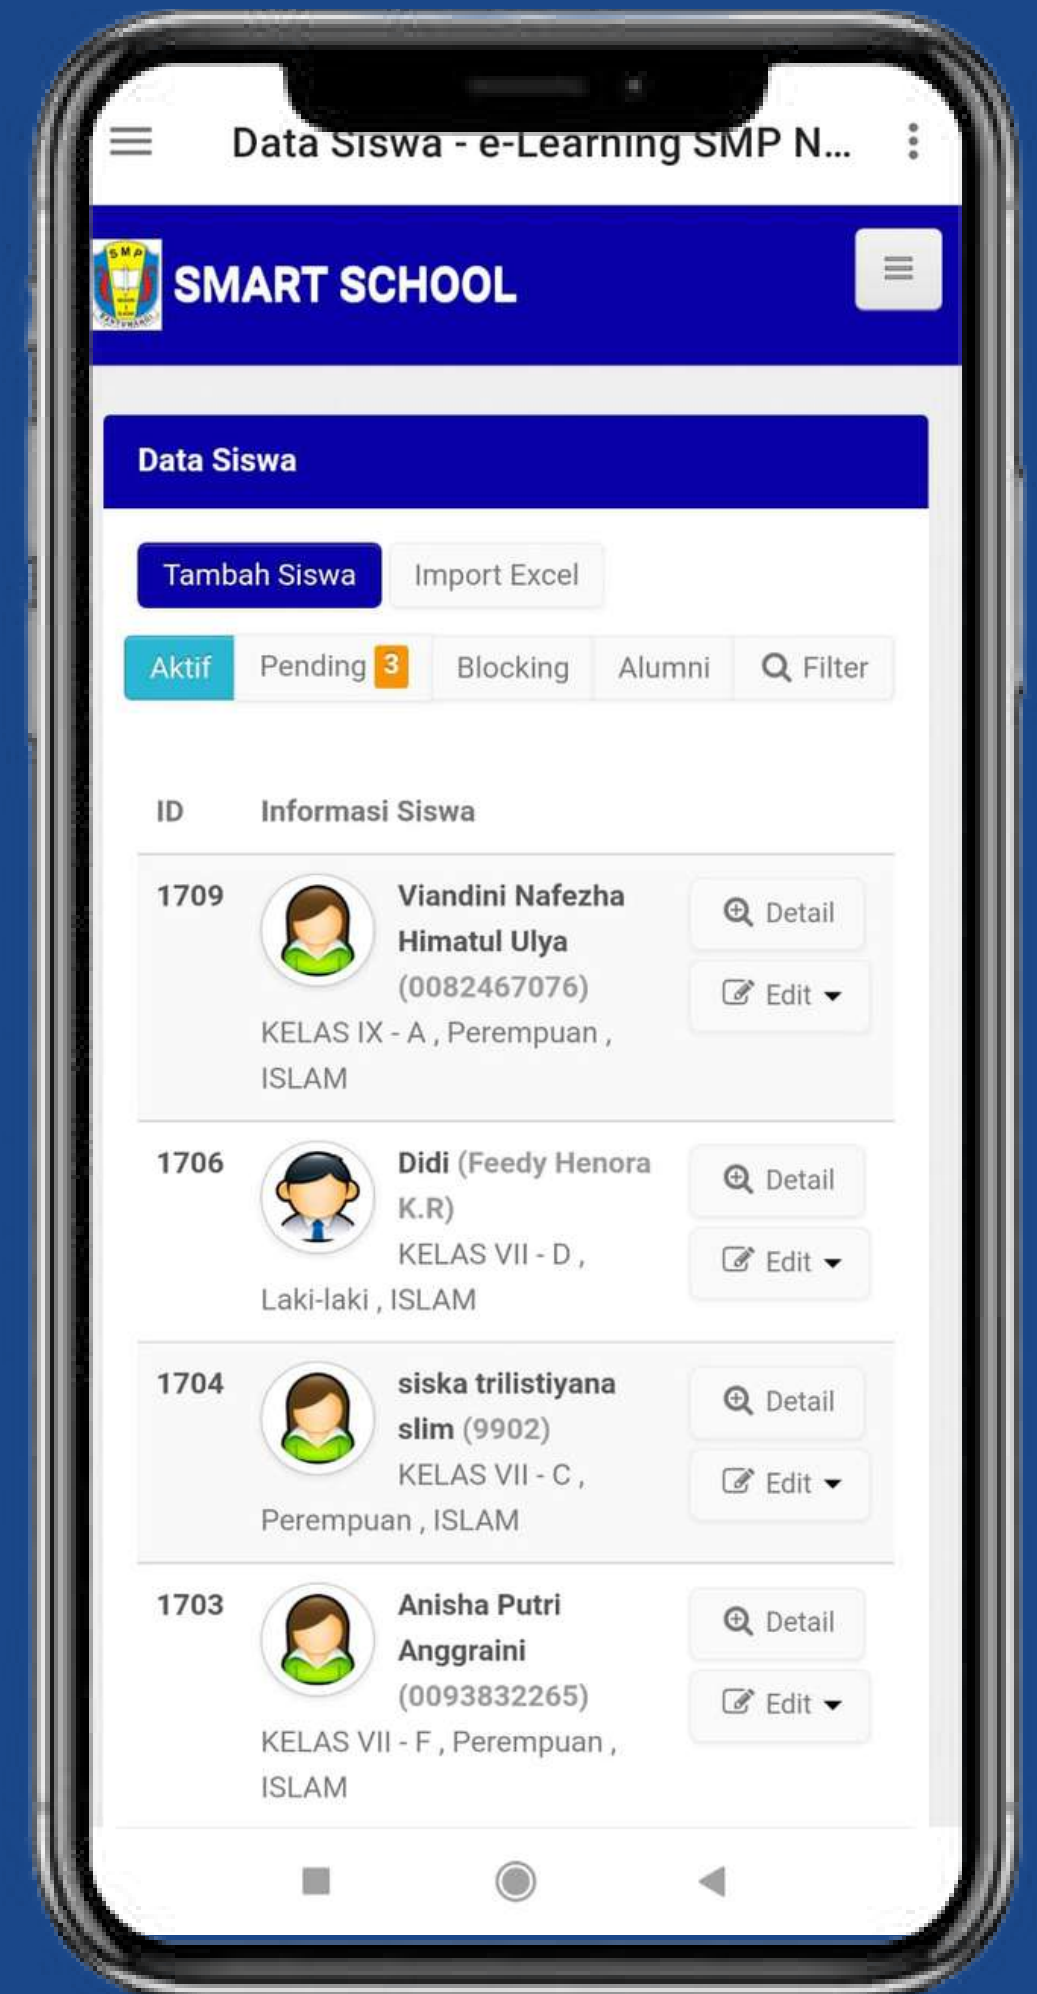 Data Siswa - e-Learning SMP N...
SMP
SMART SCHOOL
Data Siswa
Tambah Siswa Import Excel
Aktif Pending 3 Blocking Alumni Filter
ID Informasi Siswa
1709 Viandini Nafezha Detail
Himatul Ulya
(0082467076) Edit
KELAS IX - A , Perempuan ,
ISLAM
1706 Didi (Feedy Henora Detail
K.R)
KELAS VII - D , Edit
Laki-laki , ISLAM
1704 siska trilistiyana Detail
slim (9902)
KELAS VII - C , Edit
Perempuan , ISLAM
1703 Anisha Putri Detail
Anggraini
(0093832265) Edit
KELAS VII - F , Perempuan ,
ISLAM